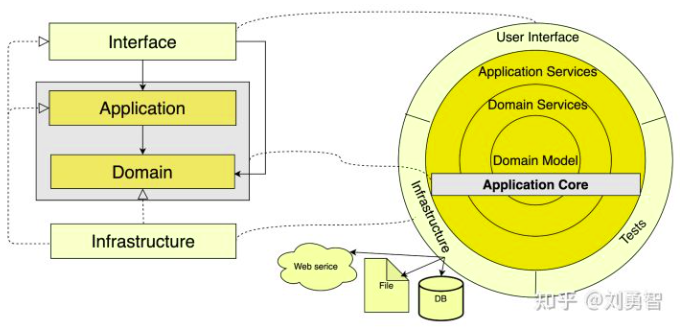 Interface
Application
Domain
Infrastructure
User Interface
Application Services
Domain Services
Domain Model
Application Core
Infrastructure
Tests
Web serice
File
DB
知乎 @刘勇智